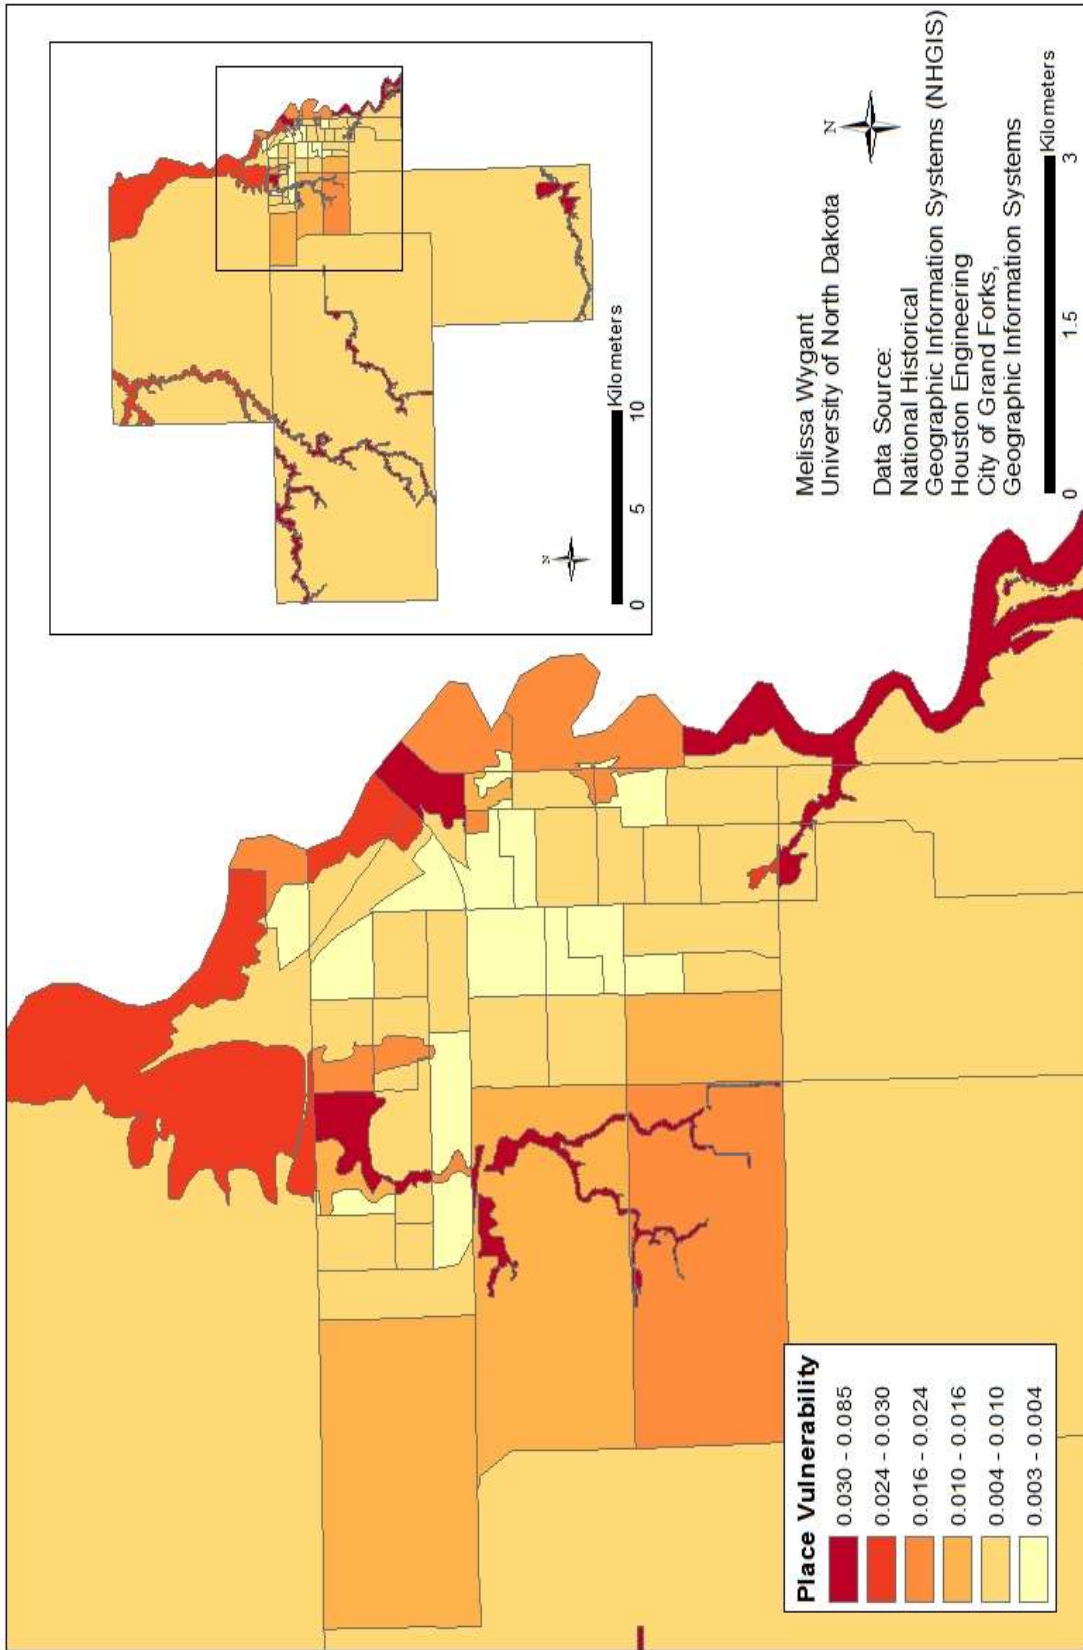 N
0 5 10 Kilometers
Melissa Wygant
University of North Dakota
Data Source:
National Historical
Geographic Information Systems (NHGIS)
Houston Engineering
City of Grand Forks,
Geographic Information Systems
N
0 1.5 3 Kilometers
Place Vulnerability
0.030 - 0.085
0.024 - 0.030
0.016 - 0.024
0.010 - 0.016
0.004 - 0.010
0.003 - 0.004